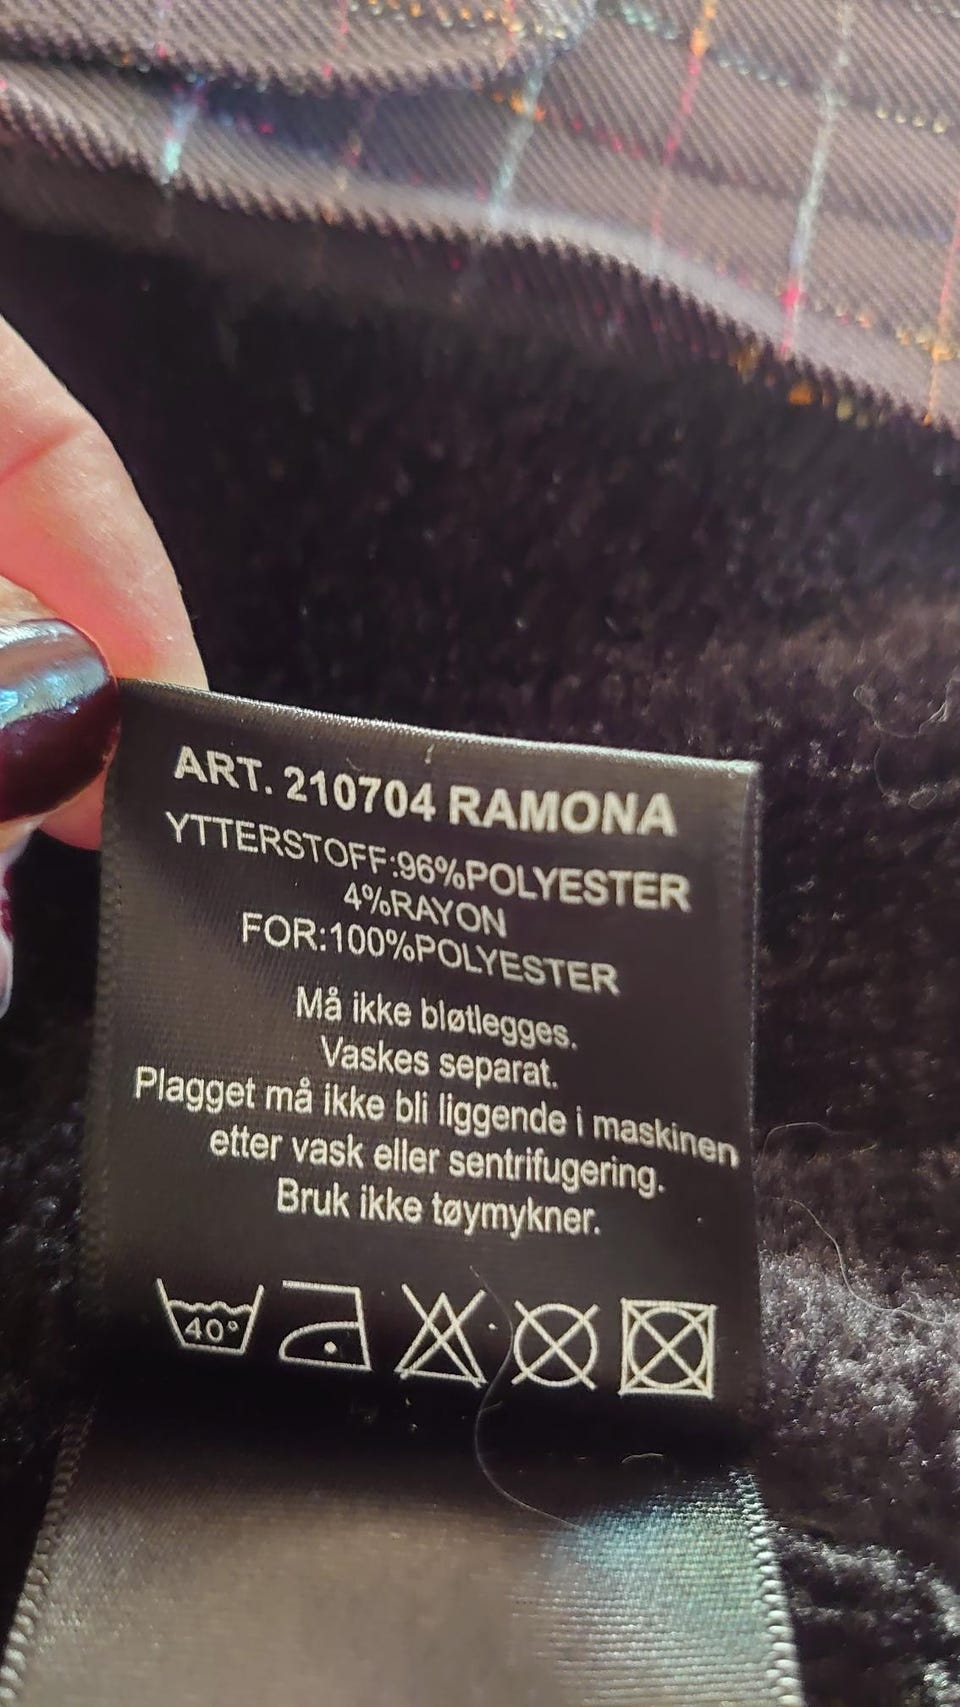 ART. 210704 RAMONA
YTTERSTOFF:96%POLYESTER
4%RAYON
FOR:100%POLYESTER
Må ikke bløtlegges.
Vaskes separat.
Plagget må ikke bli liggende i maskinen
etter vask eller sentrifugering.
Bruk ikke tøymykner.
40°